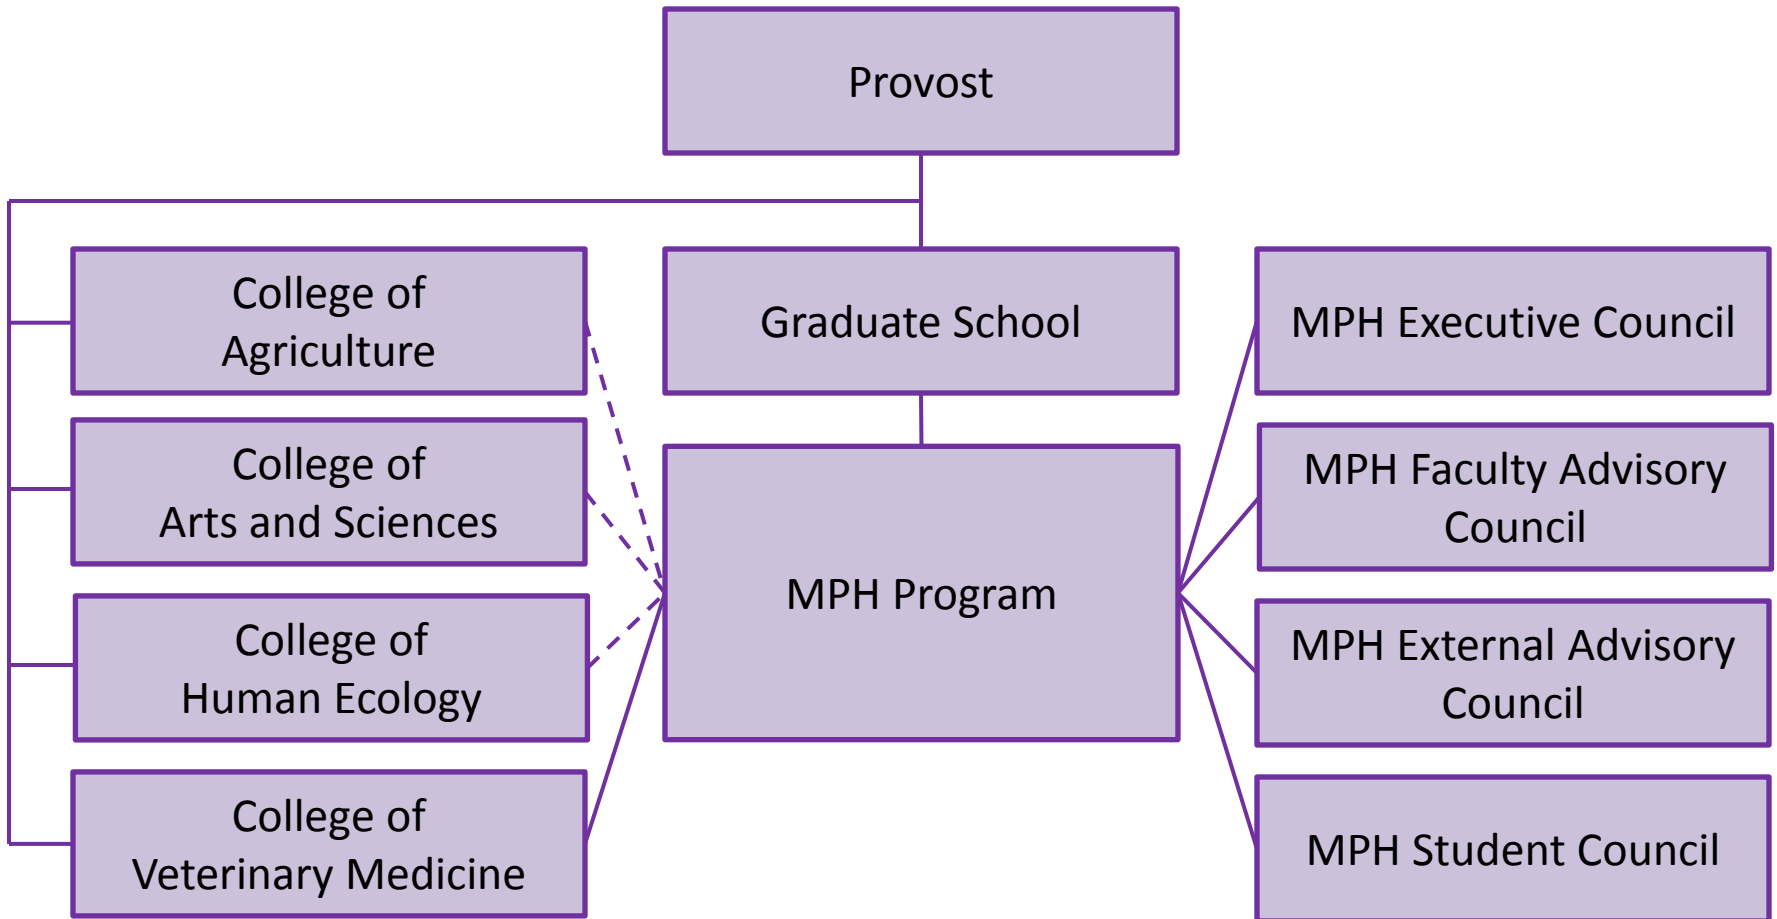 Provost
College of
Agriculture
College of
Arts and Sciences
College of
Human Ecology
College of
Veterinary Medicine
Graduate School
MPH Program
MPH Executive Council
MPH Faculty Advisory
Council
MPH External Advisory
Council
MPH Student Council